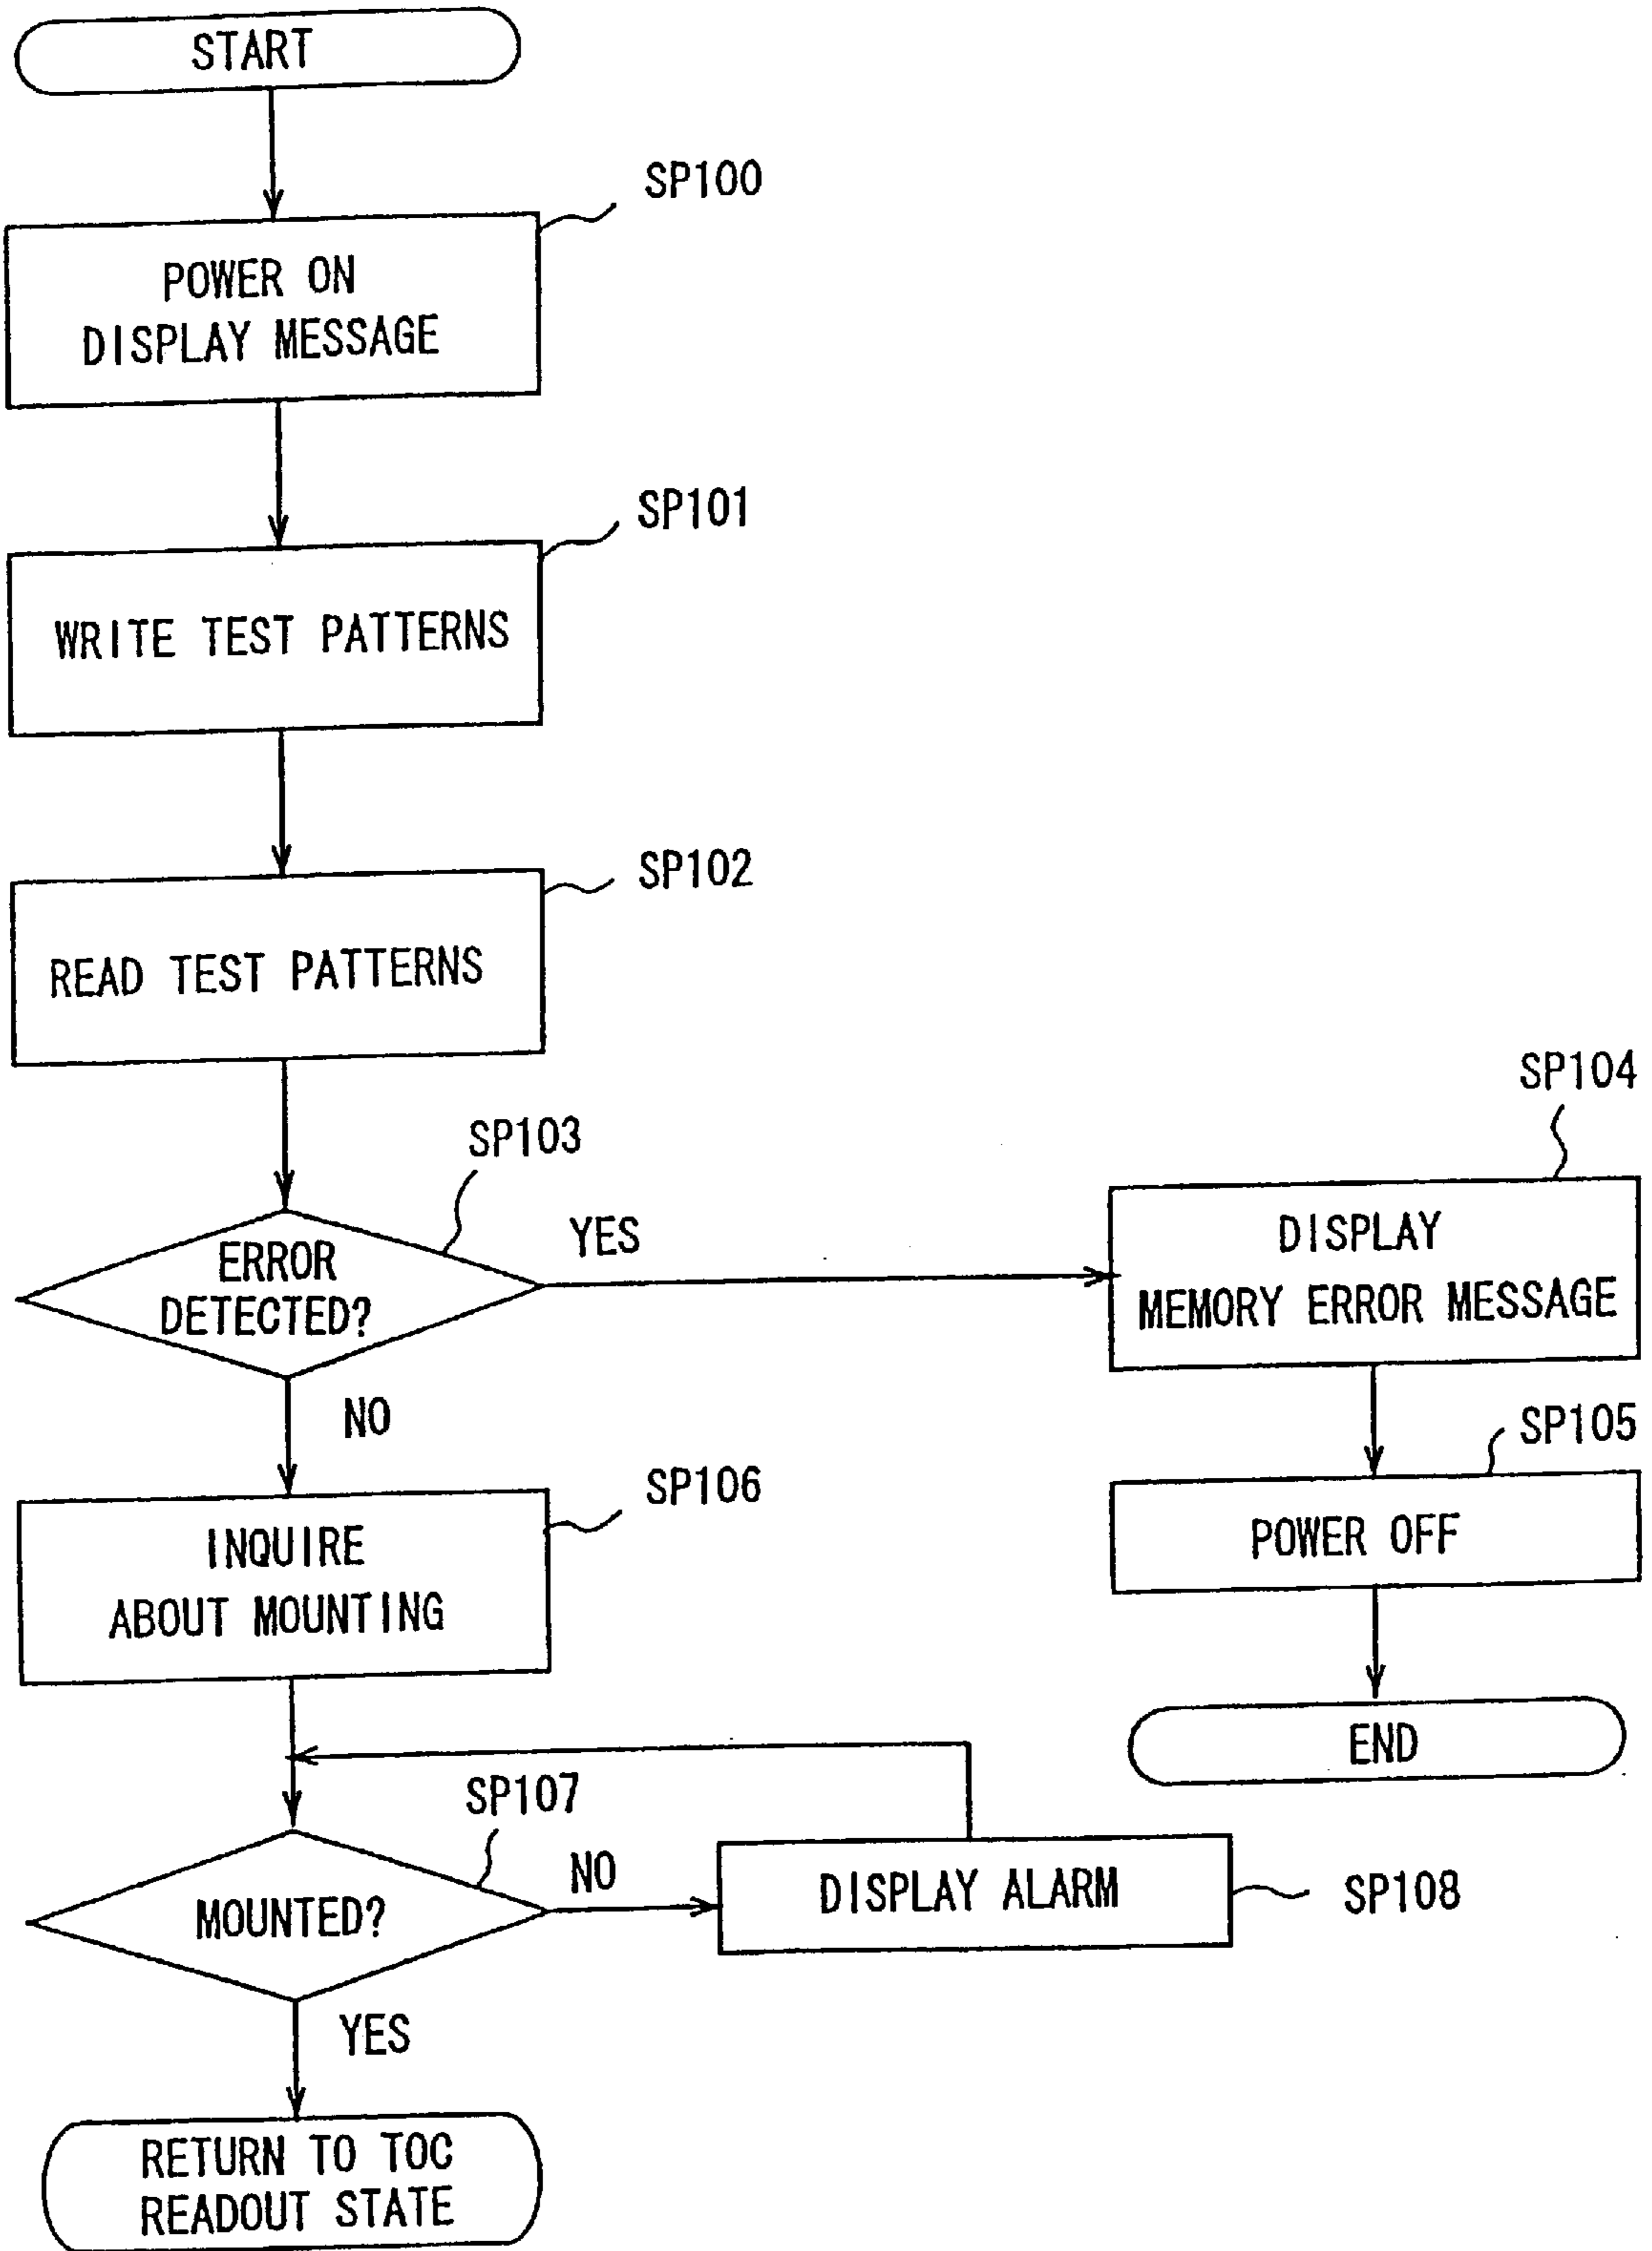 START
SP100
POWER ON
DISPLAY MESSAGE
SP101
WRITE TEST PATTERNS
SP102
READ TEST PATTERNS
SP103
ERROR
DETECTED?
YES
NO
SP104
DISPLAY
MEMORY ERROR MESSAGE
SP105
POWER OFF
END
SP106
INQUIRE
ABOUT MOUNTING
SP107
MOUNTED?
NO
DISPLAY ALARM
SP108
YES
RETURN TO TOC
READOUT STATE